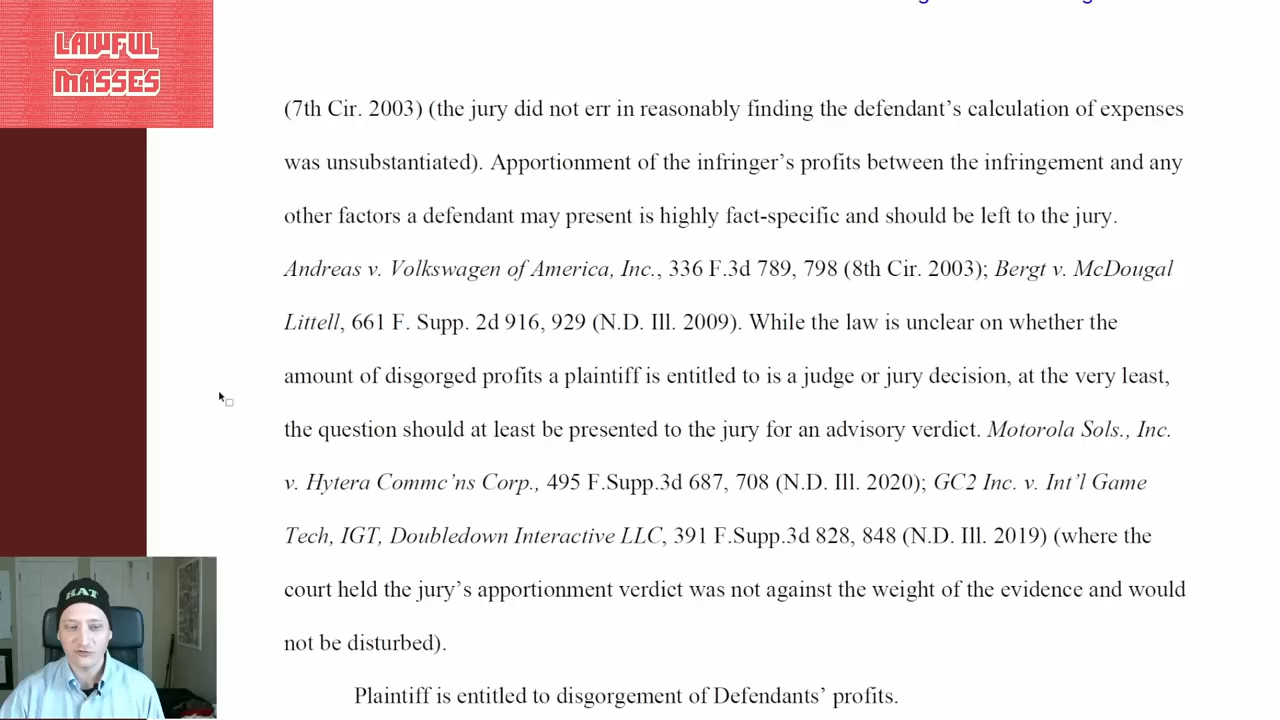 LAWFUL
MASSES
(7th Cir. 2003) (the jury did not err in reasonably finding the defendant’s calculation of expenses
was unsubstantiated). Apportionment of the infringer’s profits between the infringement and any
other factors a defendant may present is highly fact-specific and should be left to the jury.
Andreas v. Volkswagen of America, Inc., 336 F.3d 789, 798 (8th Cir. 2003); Bergt v. McDougal
Littell, 661 F. Supp. 2d 916, 929 (N.D. Ill. 2009). While the law is unclear on whether the
amount of disgorged profits a plaintiff is entitled to is a judge or jury decision, at the very least,
the question should at least be presented to the jury for an advisory verdict. Motorola Sols., Inc.
v. Hytera Commc’ns Corp., 495 F.Supp.3d 687, 708 (N.D. Ill. 2020); GC2 Inc. v. Int’l Game
Tech, IGT, Doubledown Interactive LLC, 391 F.Supp.3d 828, 848 (N.D. Ill. 2019) (where the
court held the jury’s apportionment verdict was not against the weight of the evidence and would
not be disturbed).
Plaintiff is entitled to disgorgement of Defendants’ profits.
HAT